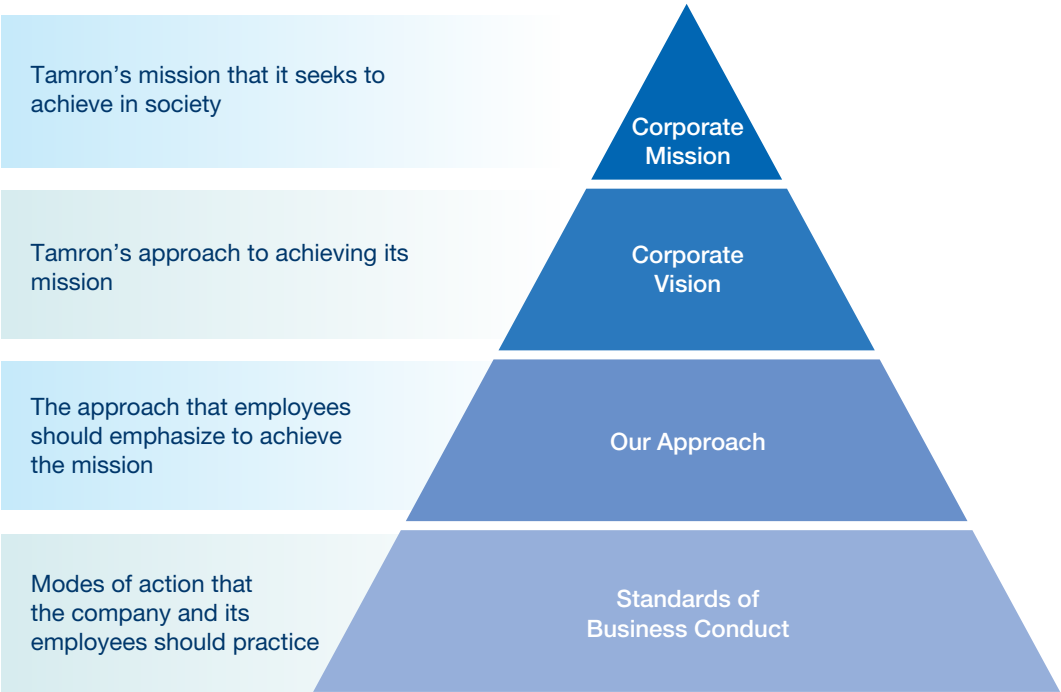 Tamron’s mission that it seeks to
achieve in society
Corporate
Mission
Tamron’s approach to achieving its
mission
Corporate
Vision
The approach that employees
should emphasize to achieve
the mission
Our Approach
Modes of action that
the company and its
employees should practice
Standards of
Business Conduct